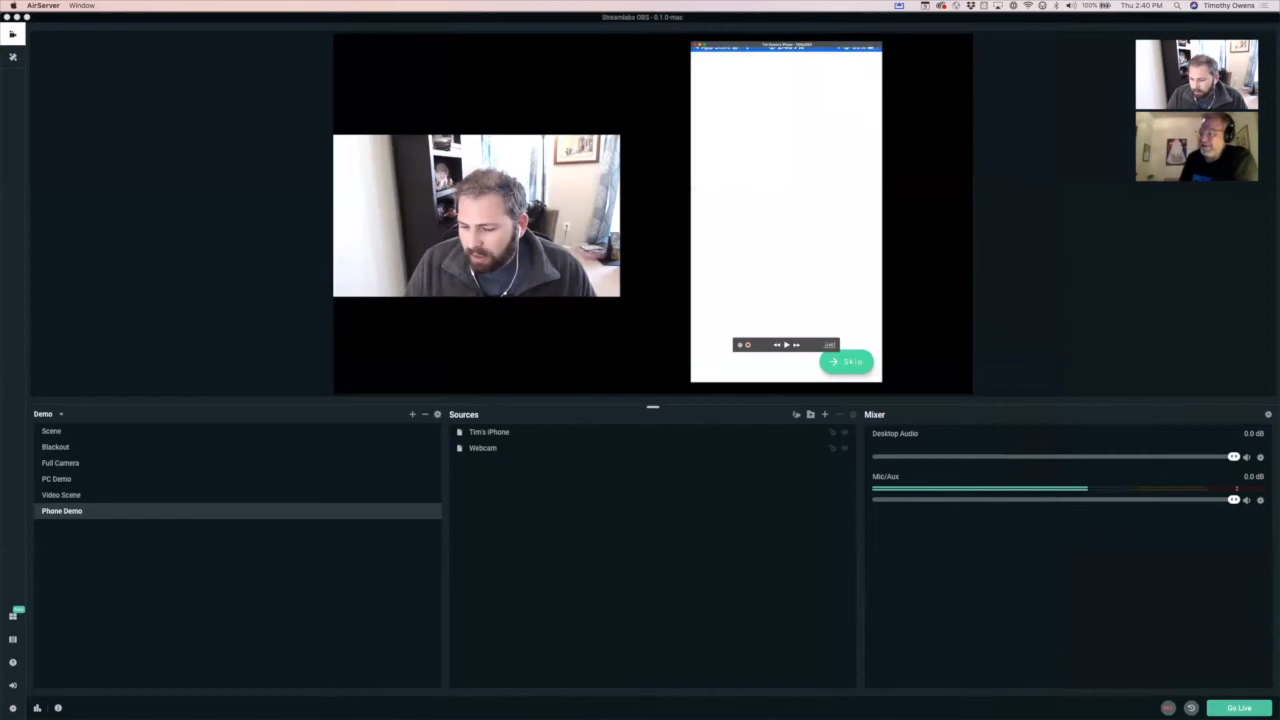 AirServer Window
100% Thu 2:40 PM Timothy Owens
Streamlabs OBS - 0.1.0-mac
Skip
Demo
Scene
Blackout
Full Camera
PC Demo
Video Scene
Phone Demo
Sources
Tim's iPhone
Webcam
Mixer
Desktop Audio 0.0 dB
Mic/Aux 0.0 dB
Go Live